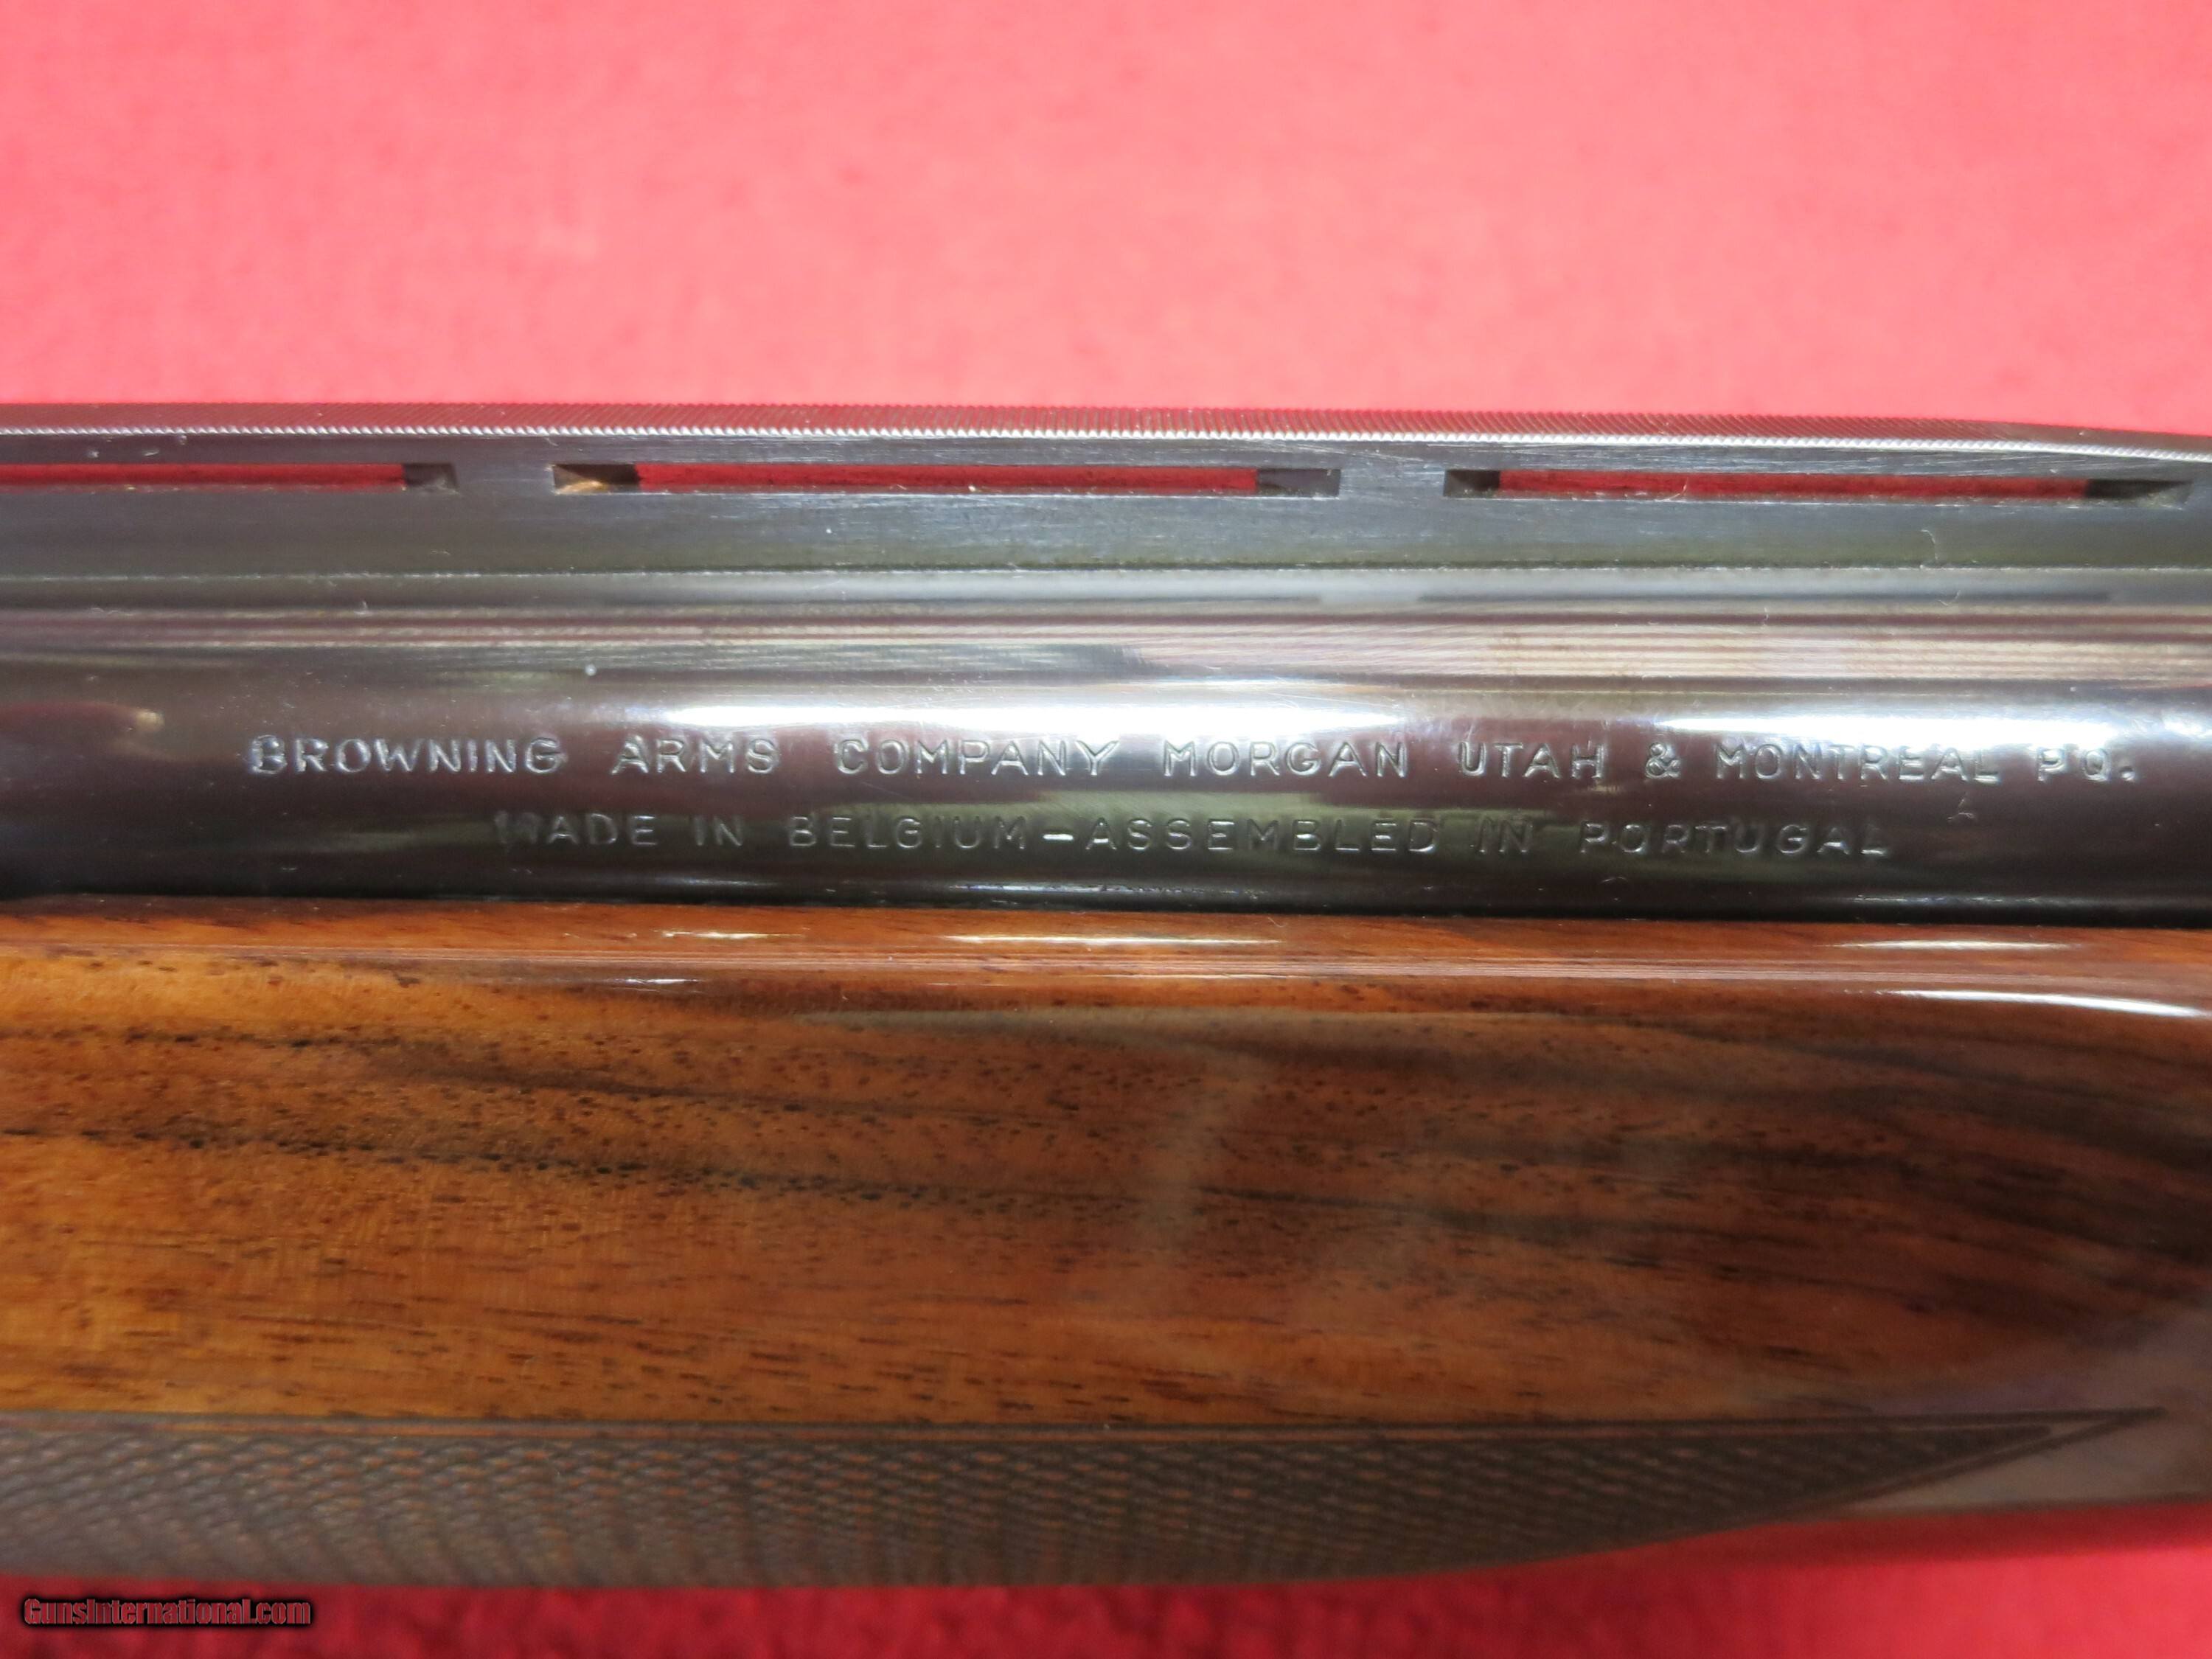 BROWNING ARMS COMPANY MORGAN UTAH & MONTREAL P Q.
MADE IN BELGIUM-ASSEMBLED IN PORTUGAL
GunsInternational.com